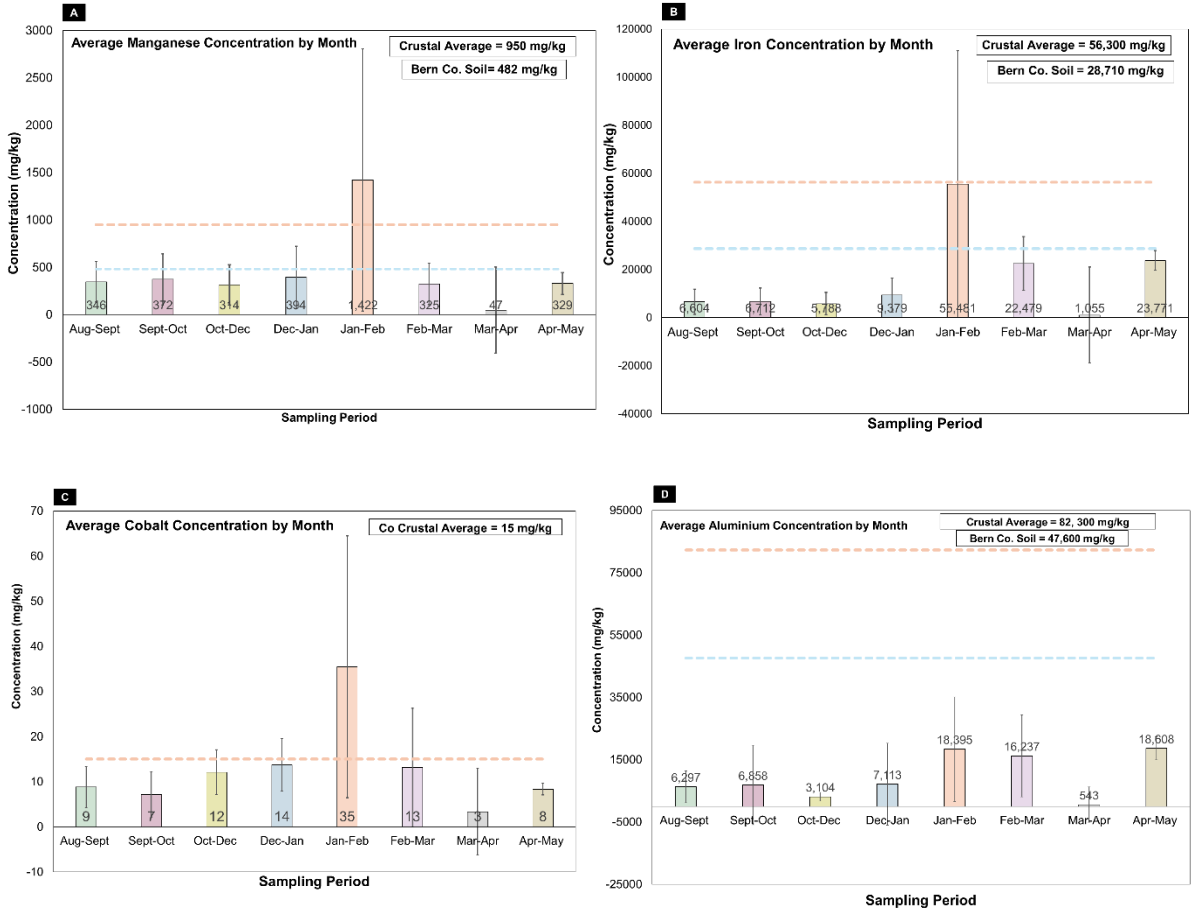 A
Average Manganese Concentration by Month
Crustal Average = 950 mg/kg
Bern Co. Soil= 482 mg/kg
Concentration (mg/kg)
3000
2500
2000
1500
1000
500
0
-500
-1000
346
372
314
394
1,422
325
47
329
Aug-Sept
Sept-Oct
Oct-Dec
Dec-Jan
Jan-Feb
Feb-Mar
Mar-Apr
Apr-May
Sampling Period
B
Average Iron Concentration by Month
Crustal Average = 56,300 mg/kg
Bern Co. Soil = 28,710 mg/kg
Concentration (mg/kg)
120000
100000
80000
60000
40000
20000
0
-20000
-40000
6,604
6,712
5,788
9,379
55,481
22,479
1,055
23,771
Aug-Sept
Sept-Oct
Oct-Dec
Dec-Jan
Jan-Feb
Feb-Mar
Mar-Apr
Apr-May
Sampling Period
C
Average Cobalt Concentration by Month
Co Crustal Average = 15 mg/kg
Concentration (mg/kg)
70
60
50
40
30
20
10
0
-10
9
7
12
14
35
13
3
8
Aug-Sept
Sept-Oct
Oct-Dec
Dec-Jan
Jan-Feb
Feb-Mar
Mar-Apr
Apr-May
Sampling Period
D
Average Aluminium Concentration by Month
Crustal Average = 82, 300 mg/kg
Bern Co. Soil = 47,600 mg/kg
Concentration (mg/kg)
95000
75000
55000
35000
15000
-5000
-25000
6,297
6,858
3,104
7,113
18,395
16,237
543
18,608
Aug-Sept
Sept-Oct
Oct-Dec
Dec-Jan
Jan-Feb
Feb-Mar
Mar-Apr
Apr-May
Sampling Period